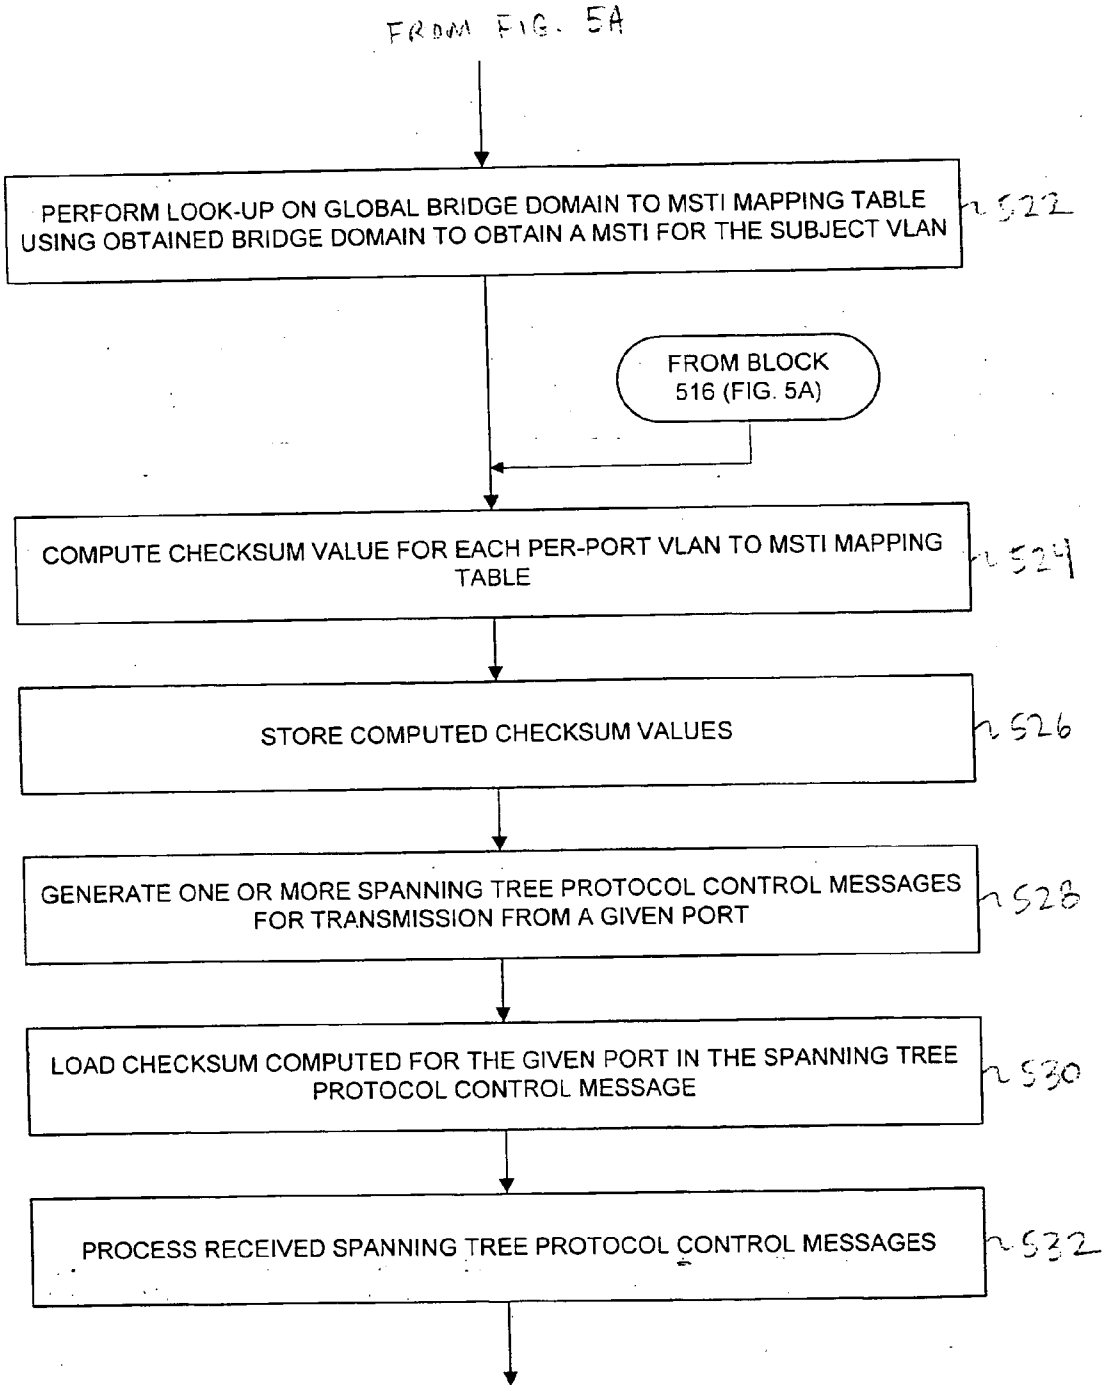 FROM FIG. 5A
PERFORM LOOK-UP ON GLOBAL BRIDGE DOMAIN TO MSTI MAPPING TABLE
USING OBTAINED BRIDGE DOMAIN TO OBTAIN A MSTI FOR THE SUBJECT VLAN
522
FROM BLOCK
516 (FIG. 5A)
COMPUTE CHECKSUM VALUE FOR EACH PER-PORT VLAN TO MSTI MAPPING
TABLE
524
STORE COMPUTED CHECKSUM VALUES
526
GENERATE ONE OR MORE SPANNING TREE PROTOCOL CONTROL MESSAGES
FOR TRANSMISSION FROM A GIVEN PORT
528
LOAD CHECKSUM COMPUTED FOR THE GIVEN PORT IN THE SPANNING TREE
PROTOCOL CONTROL MESSAGE
530
PROCESS RECEIVED SPANNING TREE PROTOCOL CONTROL MESSAGES
532